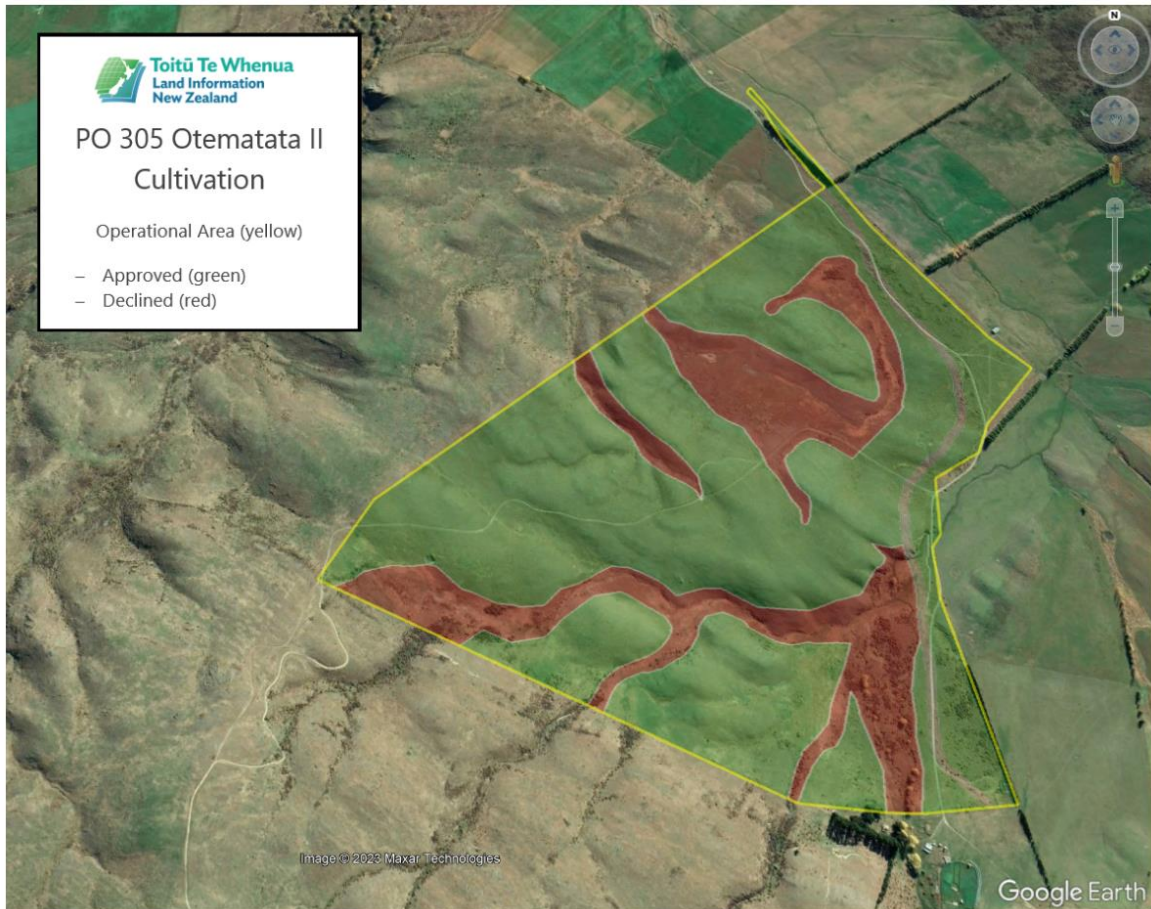 Toitū Te Whenua
Land Information
New Zealand
PO 305 Otematata II
Cultivation
Operational Area (yellow)
– Approved (green)
– Declined (red)
N
Image © 2023 Maxar Technologies
Google Earth